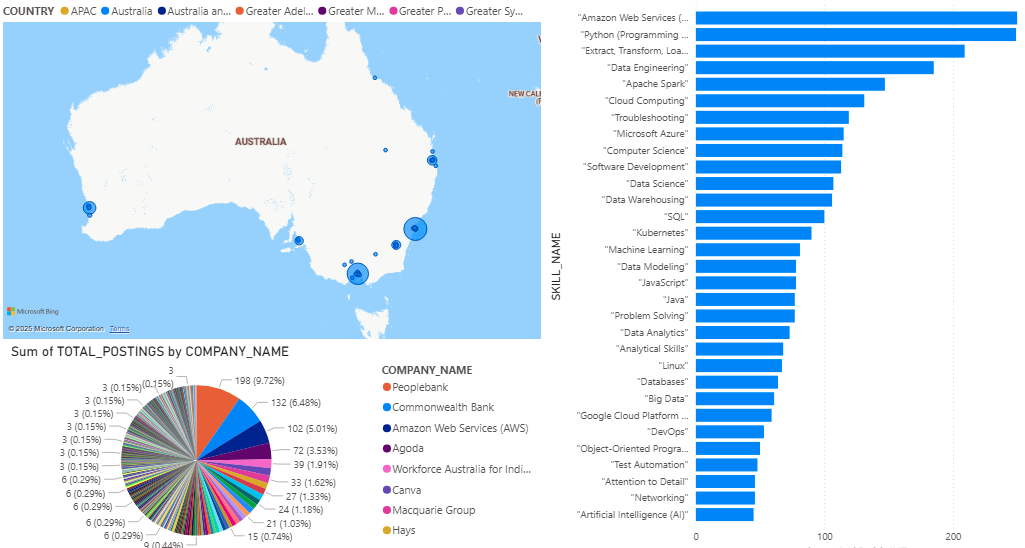 COUNTRY APAC Australia Australia an... Greater Adel... Greater M... Greater P... Greater Sy...
NEW CAL
AUSTRALIA
Microsoft Bing
© 2025 Microsoft Corporation Terms
Sum of TOTAL_POSTINGS by COMPANY_NAME
3
3 (0.15%)
(0.15%)
3 (0.15%)
3 (0.15%)
3 (0.15%)
3 (0.15%)
3 (0.15%)
3 (0.15%)
6 (0.29%)
6 (0.29%)
6 (0.29%)
6 (0.29%)
6 (0.29%)
9 (0.44%)
198 (9.72%)
132 (6.48%)
102 (5.01%)
72 (3.53%)
39 (1.91%)
33 (1.62%)
27 (1.33%)
24 (1.18%)
21 (1.03%)
15 (0.74%)
COMPANY_NAME
Peoplebank
Commonwealth Bank
Amazon Web Services (AWS)
Agoda
Workforce Australia for Indi...
Canva
Macquarie Group
Hays
SKILL_NAME
"Amazon Web Services (...
"Python (Programming ...
"Extract, Transform, Loa...
"Data Engineering"
"Apache Spark"
"Cloud Computing"
"Troubleshooting"
"Microsoft Azure"
"Computer Science"
"Software Development"
"Data Science"
"Data Warehousing"
"SQL"
"Kubernetes"
"Machine Learning"
"Data Modeling"
"JavaScript"
"Java"
"Problem Solving"
"Data Analytics"
"Analytical Skills"
"Linux"
"Databases"
"Big Data"
"Google Cloud Platform ...
"DevOps"
"Object-Oriented Progra...
"Test Automation"
"Attention to Detail"
"Networking"
"Artificial Intelligence (AI)"
0 100 200